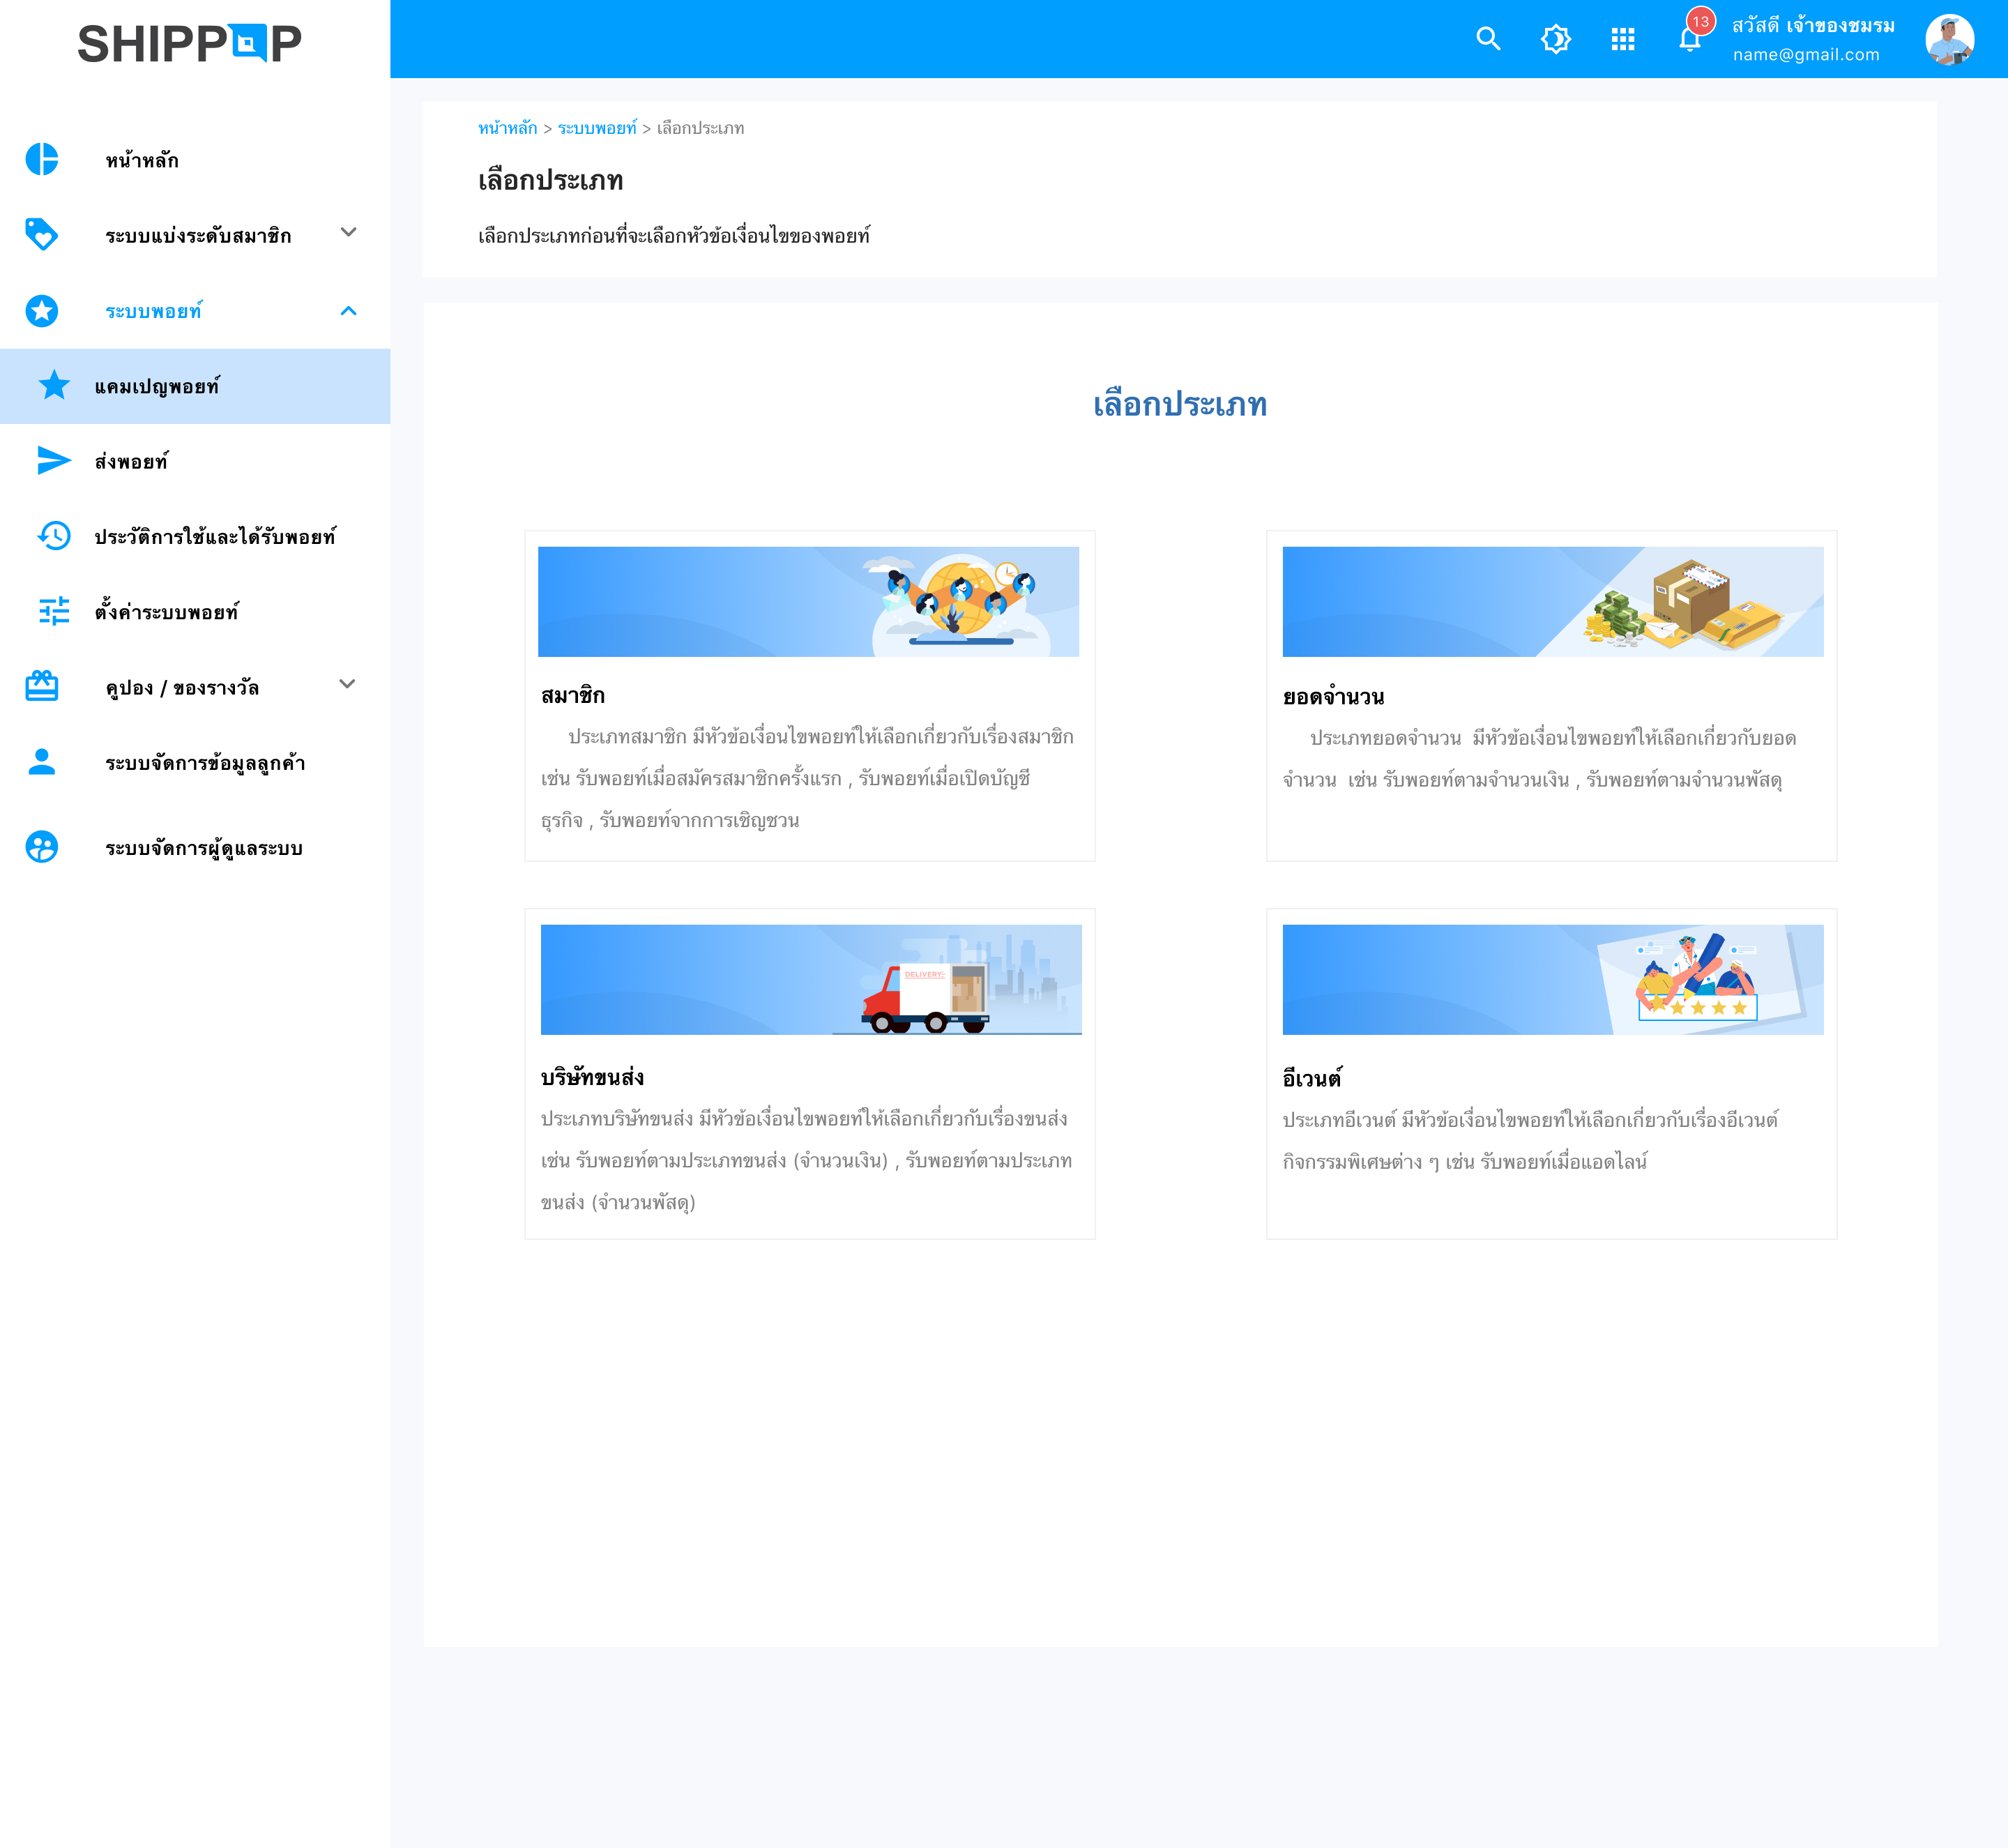 SHIPPOP
13
สวัสดี เจ้าของชมรม
name@gmail.com
หน้าหลัก
ระบบแบ่งระดับสมาชิก
ระบบพอยท์
แคมเปญพอยท์
ส่งพอยท์
ประวัติการใช้และได้รับพอยท์
ตั้งค่าระบบพอยท์
คูปอง / ของรางวัล
ระบบจัดการข้อมูลลูกค้า
ระบบจัดการผู้ดูแลระบบ
หน้าหลัก > ระบบพอยท์ > เลือกประเภท
เลือกประเภท
เลือกประเภทก่อนที่จะเลือกหัวข้อเงื่อนไขของพอยท์
เลือกประเภท
สมาชิก
ประเภทสมาชิก มีหัวข้อเงื่อนไขพอยท์ให้เลือกเกี่ยวกับเรื่องสมาชิก
เช่น รับพอยท์เมื่อสมัครสมาชิกครั้งแรก , รับพอยท์เมื่อเปิดบัญชี
ธุรกิจ , รับพอยท์จากการเชิญชวน
ยอดจำนวน
ประเภทยอดจำนวน มีหัวข้อเงื่อนไขพอยท์ให้เลือกเกี่ยวกับยอด
จำนวน เช่น รับพอยท์ตามจำนวนเงิน , รับพอยท์ตามจำนวนพัสดุ
DELIVERY
บริษัทขนส่ง
ประเภทบริษัทขนส่ง มีหัวข้อเงื่อนไขพอยท์ให้เลือกเกี่ยวกับเรื่องขนส่ง
เช่น รับพอยท์ตามประเภทขนส่ง (จำนวนเงิน) , รับพอยท์ตามประเภท
ขนส่ง (จำนวนพัสดุ)
อีเวนต์
ประเภทอีเวนต์ มีหัวข้อเงื่อนไขพอยท์ให้เลือกเกี่ยวกับเรื่องอีเวนต์
กิจกรรมพิเศษต่าง ๆ เช่น รับพอยท์เมื่อแอดไลน์